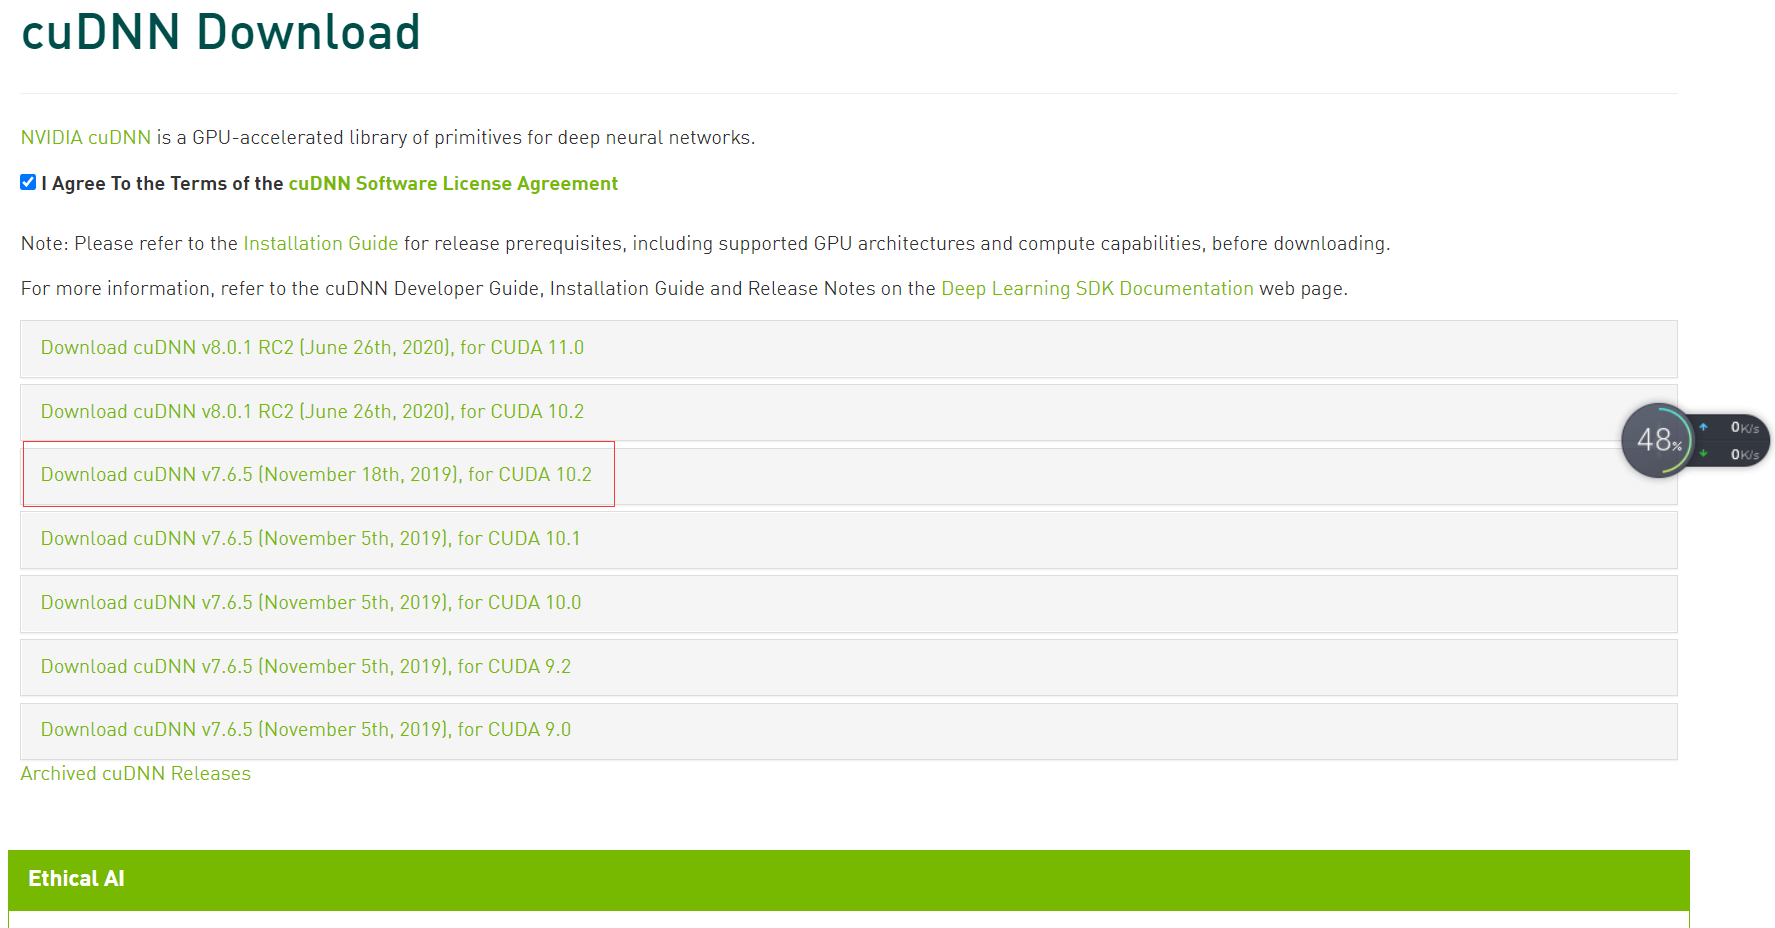 cuDNN Download
NVIDIA cuDNN is a GPU-accelerated library of primitives for deep neural networks.
I Agree To the Terms of the cuDNN Software License Agreement
Note: Please refer to the Installation Guide for release prerequisites, including supported GPU architectures and compute capabilities, before downloading.
For more information, refer to the cuDNN Developer Guide, Installation Guide and Release Notes on the Deep Learning SDK Documentation web page.
Download cuDNN v8.0.1 RC2 (June 26th, 2020), for CUDA 11.0
Download cuDNN v8.0.1 RC2 (June 26th, 2020), for CUDA 10.2
48%
0K/s
0K/s
Download cuDNN v7.6.5 (November 18th, 2019), for CUDA 10.2
Download cuDNN v7.6.5 (November 5th, 2019), for CUDA 10.1
Download cuDNN v7.6.5 (November 5th, 2019), for CUDA 10.0
Download cuDNN v7.6.5 (November 5th, 2019), for CUDA 9.2
Download cuDNN v7.6.5 (November 5th, 2019), for CUDA 9.0
Archived cuDNN Releases
Ethical AI